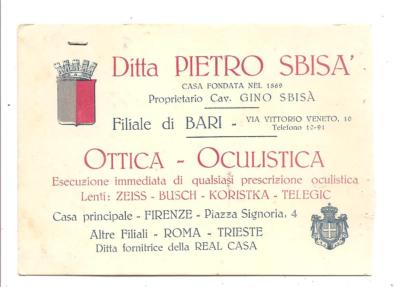 Ditta PIETRO SBISA'
CASA FONDATA NEL 1869
Proprietario Cav. GINO SBISÀ
Filiale di BARI - VIA VITTORIO VENETO, 10
Telefono 12-91
OTTICA - OCULISTICA
Esecuzione immediata di qualsiasi prescrizione oculistica
Lenti: ZEISS - BUSCH - KORISTKA - TELEGIC
Casa principale - FIRENZE - Piazza Signoria, 4
Altre Filiali - ROMA - TRIESTE
Ditta fornitrice della REAL CASA